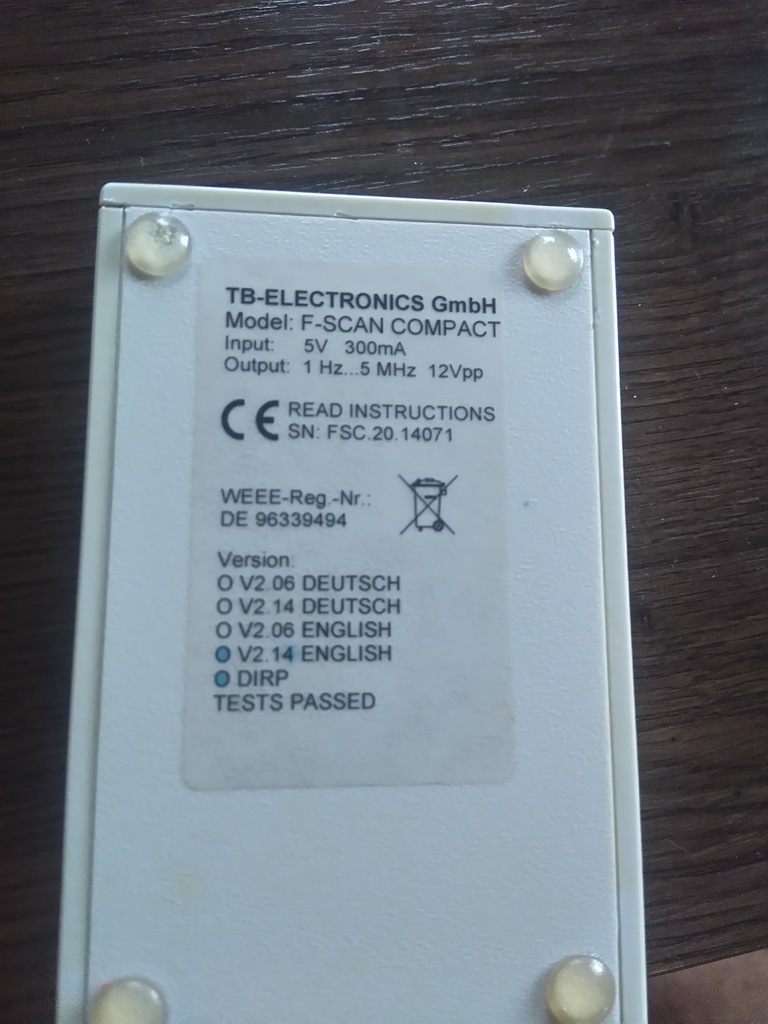 TB-ELECTRONICS GmbH
Model: F-SCAN COMPACT
Input: 5V 300mA
Output: 1 Hz...5 MHz 12Vpp
CE READ INSTRUCTIONS
SN: FSC.20.14071
WEEE-Reg.-Nr.:
DE 96339494
Version:
O V2.06 DEUTSCH
O V2.14 DEUTSCH
O V2.06 ENGLISH
O V2.14 ENGLISH
O DIRP
TESTS PASSED